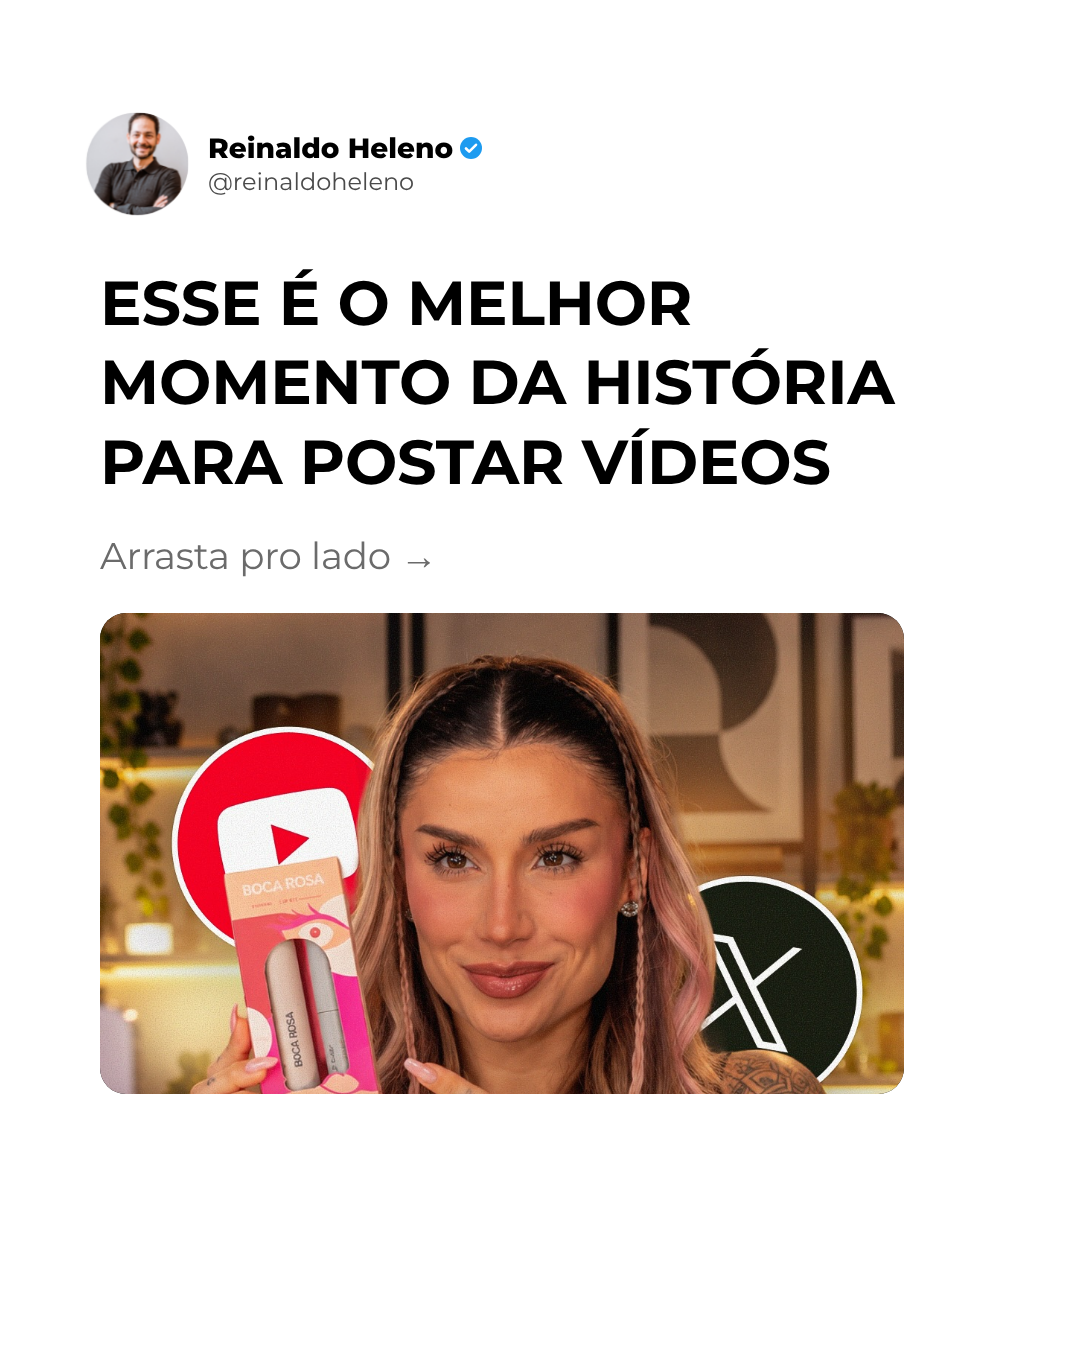 Reinaldo Heleno
@reinaldoheleno
ESSE É O MELHOR
MOMENTO DA HISTÓRIA
PARA POSTAR VÍDEOS
Arrasta pro lado →
BOCA ROSA
BOCA ROSA